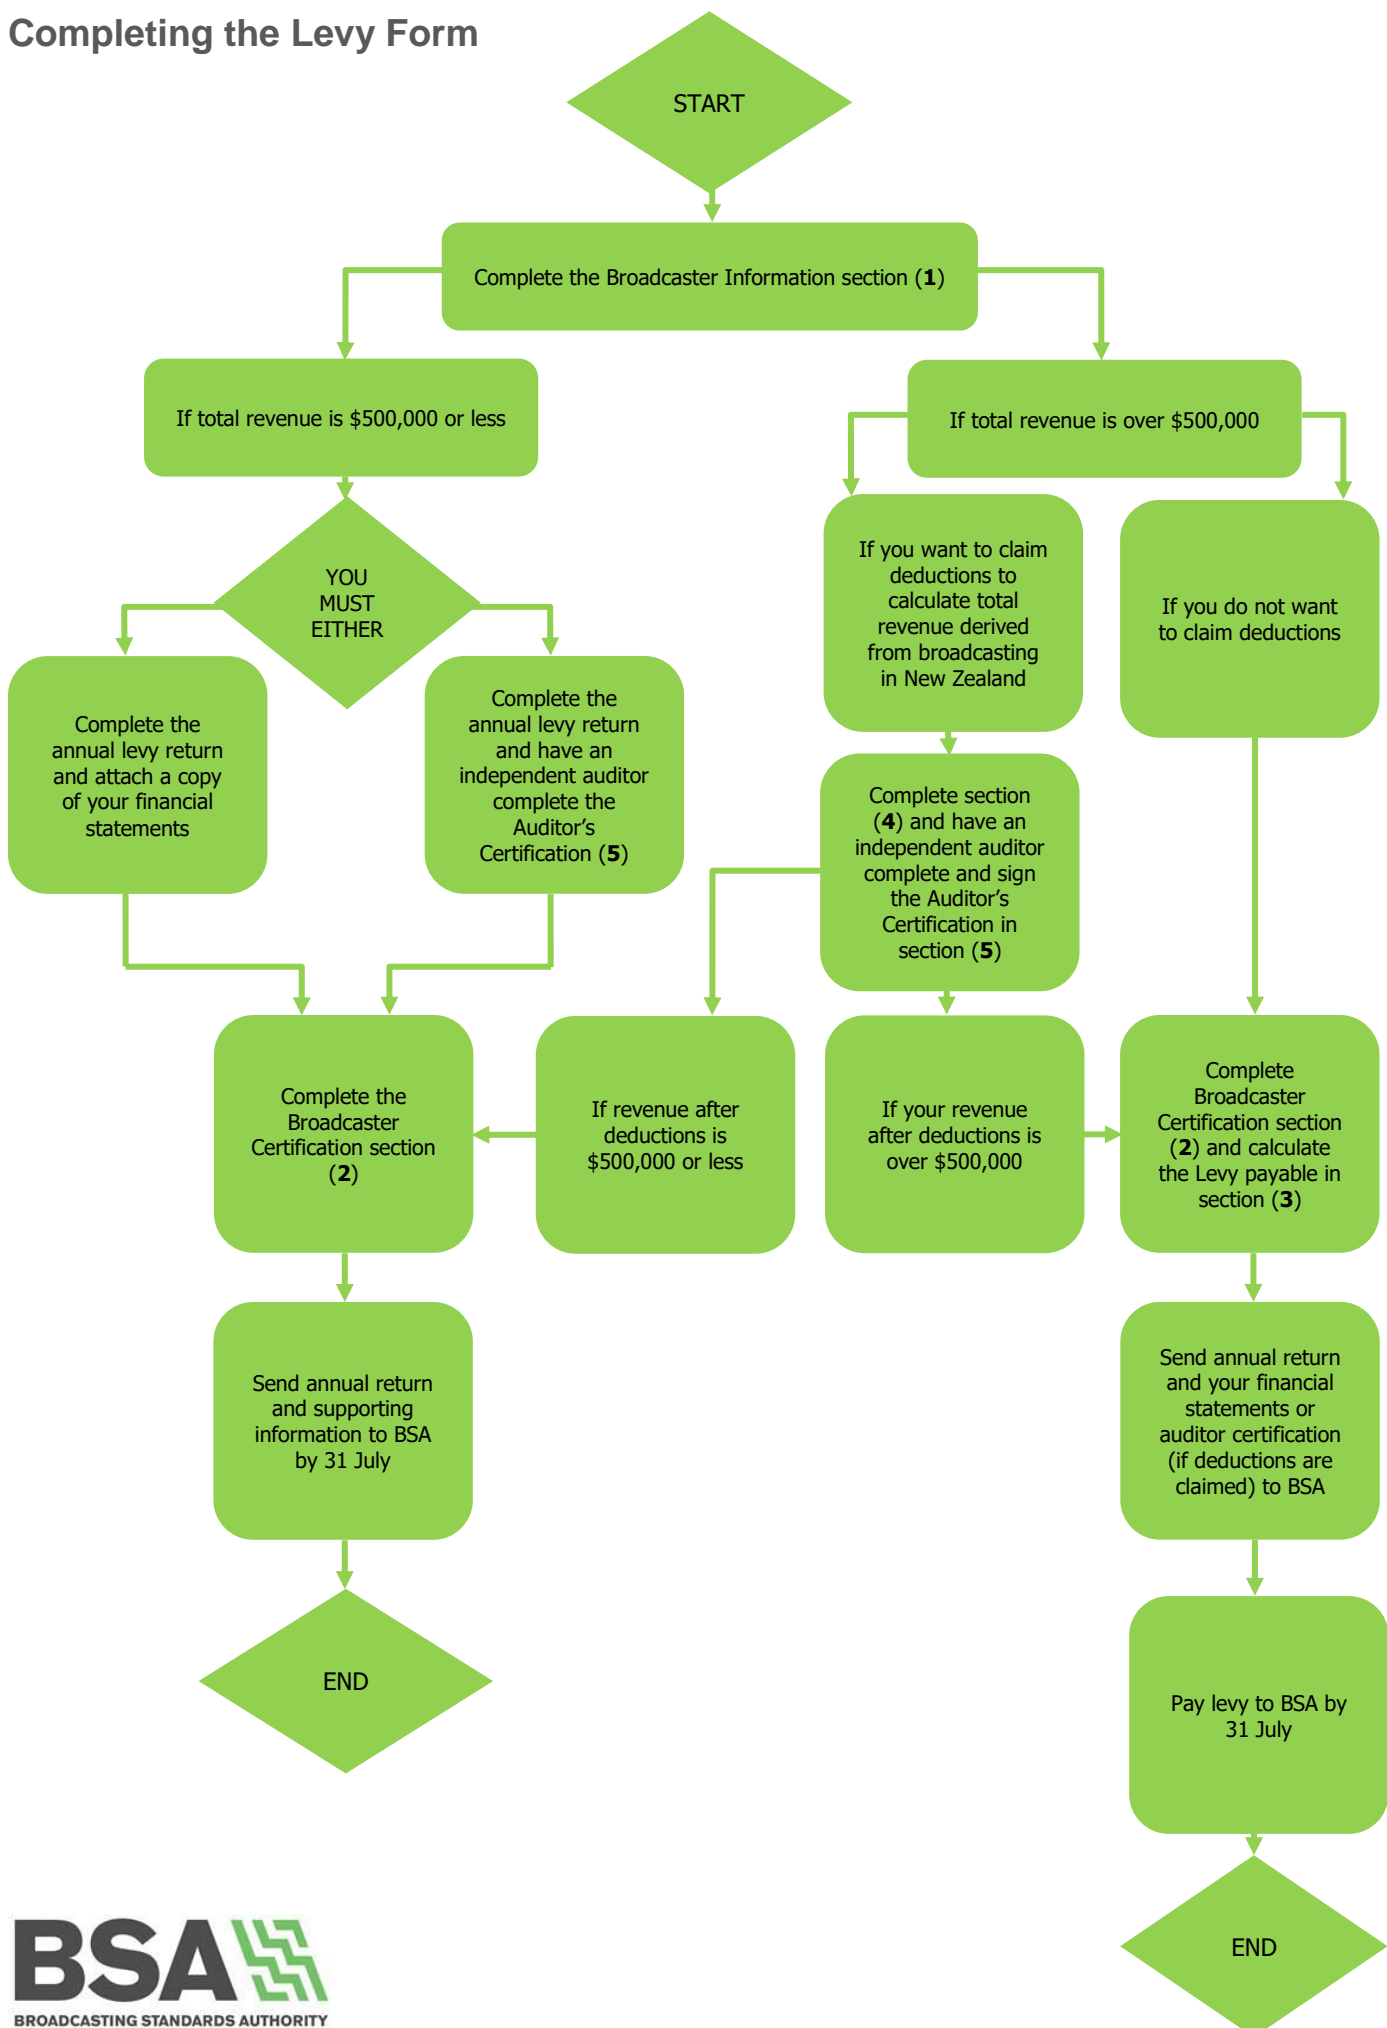 Completing the Levy Form
START
Complete the Broadcaster Information section (1)
If total revenue is $500,000 or less
If total revenue is over $500,000
YOU
MUST
EITHER
If you want to claim
deductions to
calculate total
revenue derived
from broadcasting
in New Zealand
If you do not want
to claim deductions
Complete the
annual levy return
and attach a copy
of your financial
statements
Complete the
annual levy return
and have an
independent auditor
complete the
Auditor’s
Certification (5)
Complete section
(4) and have an
independent auditor
complete and sign
the Auditor’s
Certification in
section (5)
Complete the
Broadcaster
Certification section
(2)
If revenue after
deductions is
$500,000 or less
If your revenue
after deductions is
over $500,000
Complete
Broadcaster
Certification section
(2) and calculate
the Levy payable in
section (3)
Send annual return
and supporting
information to BSA
by 31 July
Send annual return
and your financial
statements or
auditor certification
(if deductions are
claimed) to BSA
END
Pay levy to BSA by
31 July
END
BSA
BROADCASTING STANDARDS AUTHORITY